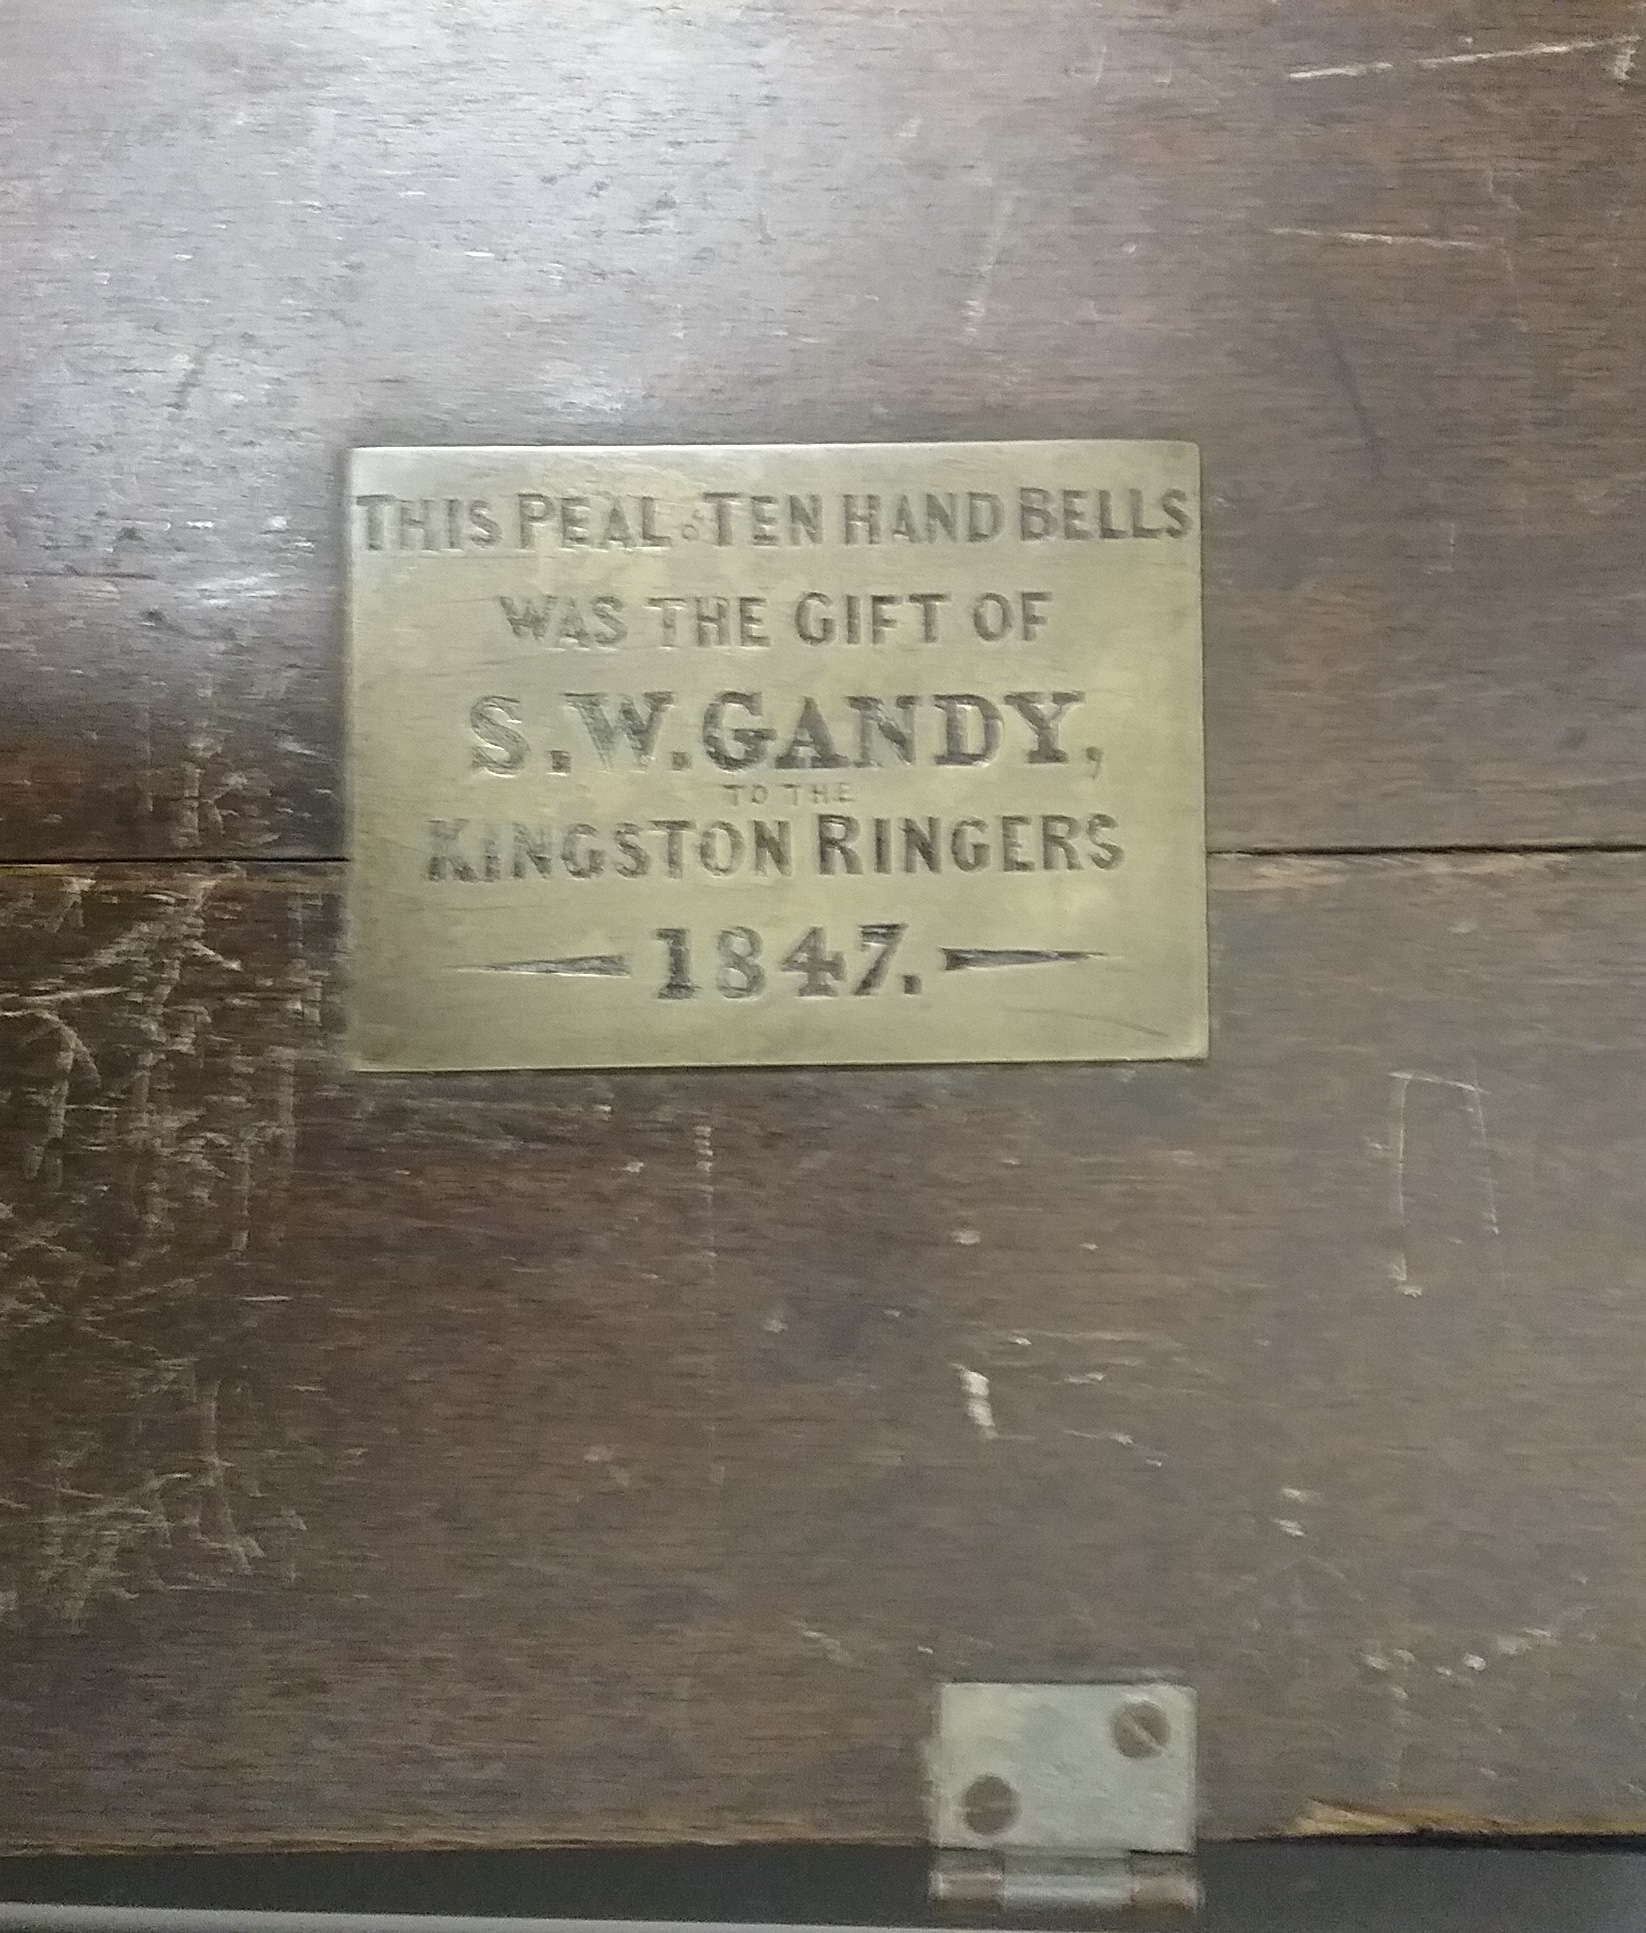 THIS PEAL of TEN HAND BELLS
WAS THE GIFT OF
S. W. GANDY,
TO THE
KINGSTON RINGERS
1847.